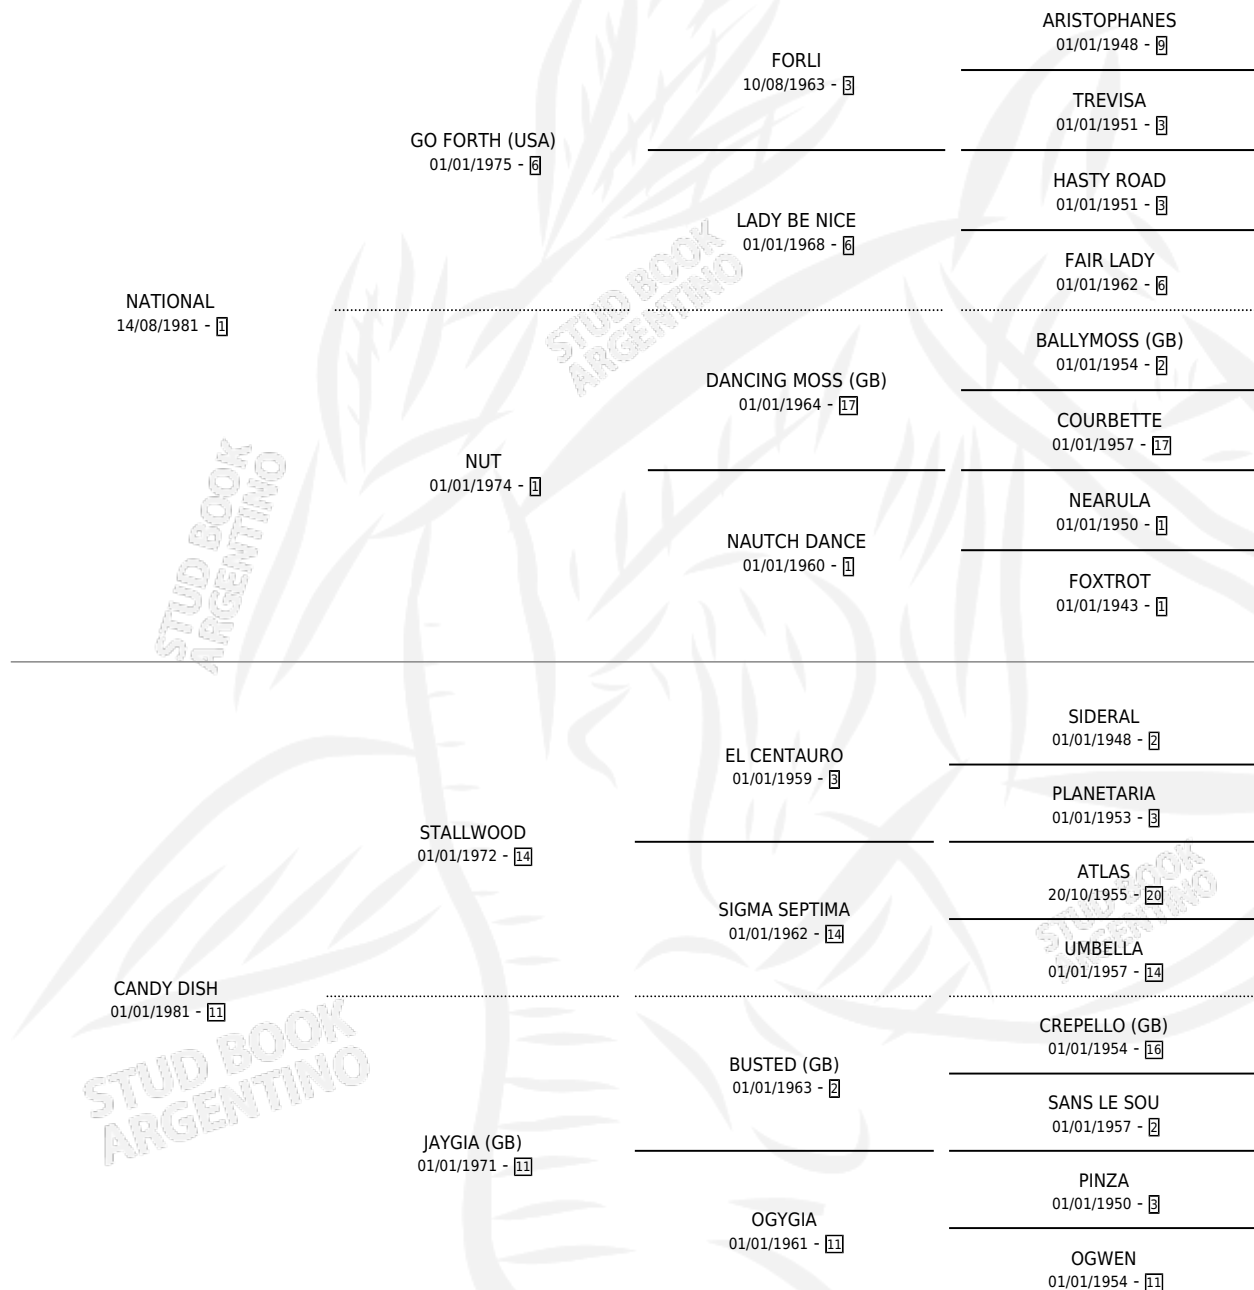 ARISTOPHANES
01/01/1948 - 9
FORLI
10/08/1963 - 3
TREVISA
01/01/1951 - 3
GO FORTH (USA)
01/01/1975 - 6
HASTY ROAD
01/01/1951 - 3
LADY BE NICE
01/01/1968 - 6
FAIR LADY
01/01/1962 - 6
NATIONAL
14/08/1981 - 1
STUD BOOK
ARGENTINO
BALLYMOSS (GB)
01/01/1954 - 2
DANCING MOSS (GB)
01/01/1964 - 17
COURBETTE
01/01/1957 - 17
NUT
01/01/1974 - 1
NEARULA
01/01/1950 - 1
NAUTCH DANCE
01/01/1960 - 1
FOXTROT
01/01/1943 - 1
STUD BOOK
ARGENTINO
SIDERAL
01/01/1948 - 2
EL CENTAURO
01/01/1959 - 3
PLANETARIA
01/01/1953 - 3
STALLWOOD
01/01/1972 - 14
ATLAS
20/10/1955 - 20
SIGMA SEPTIMA
01/01/1962 - 14
UMBELLA
01/01/1957 - 14
STUD BOOK
ARGENTINO
CANDY DISH
01/01/1981 - 11
CREPELLO (GB)
01/01/1954 - 16
BUSTED (GB)
01/01/1963 - 2
SANS LE SOU
01/01/1957 - 2
STUD BOOK
ARGENTINO
JAYGIA (GB)
01/01/1971 - 11
PINZA
01/01/1950 - 3
OGYGIA
01/01/1961 - 11
OGWEN
01/01/1954 - 11